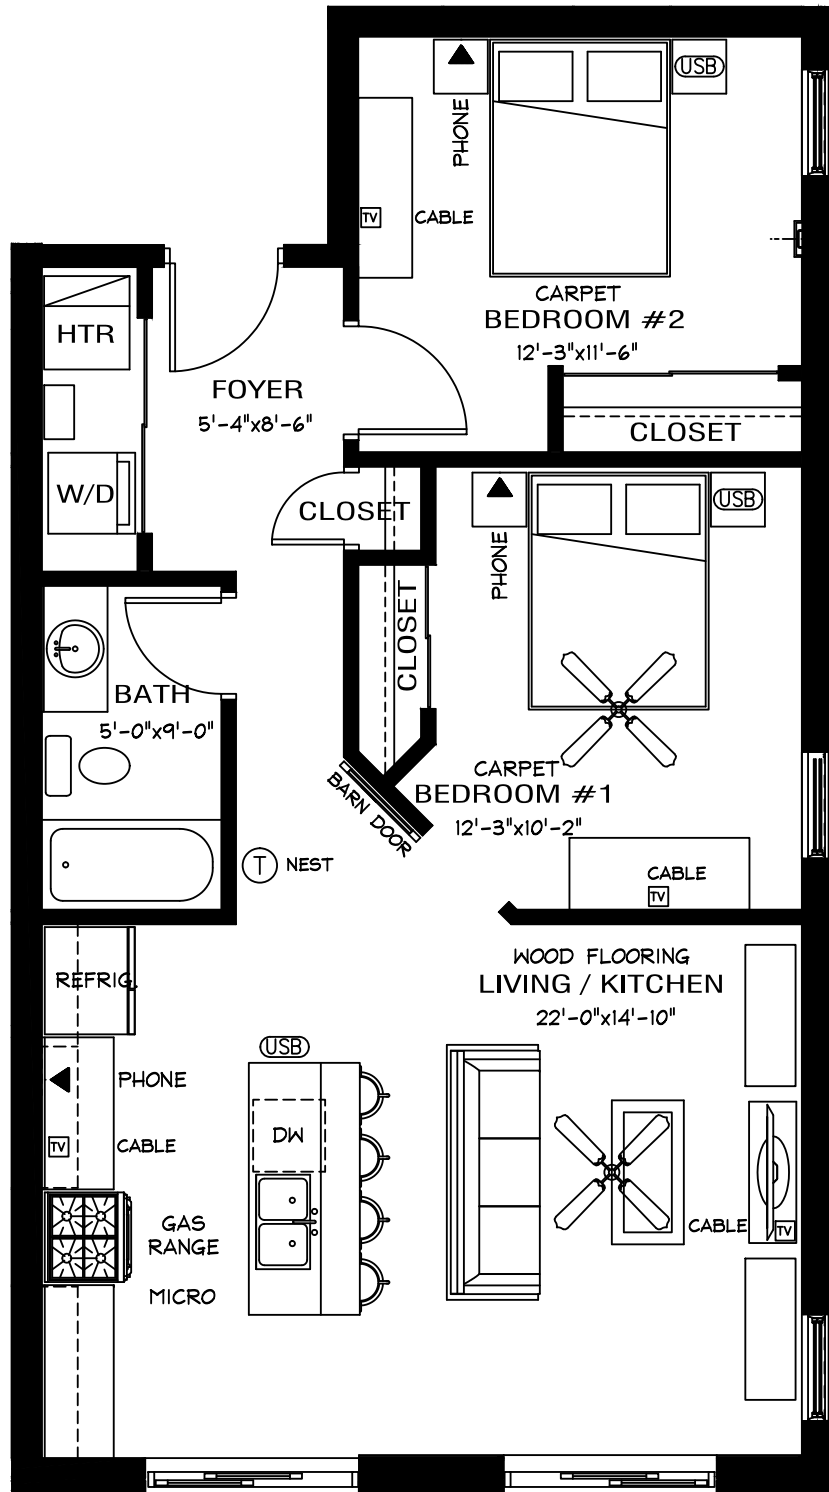 USB
PHONE
TV
CABLE
CARPET
BEDROOM #2
12'-3"x11'-6"
HTR
FOYER
5'-4"x8'-6"
CLOSET
W/D
CLOSET
USB
PHONE
CLOSET
BATH
5'-0"x9'-0"
CARPET
BEDROOM #1
12'-3"x10'-2"
BARN DOOR
T
NEST
CABLE
TV
WOOD FLOORING
LIVING / KITCHEN
22'-0"x14'-10"
REFRIG.
USB
PHONE
DW
TV
CABLE
GAS
RANGE
MICRO
CABLE
TV